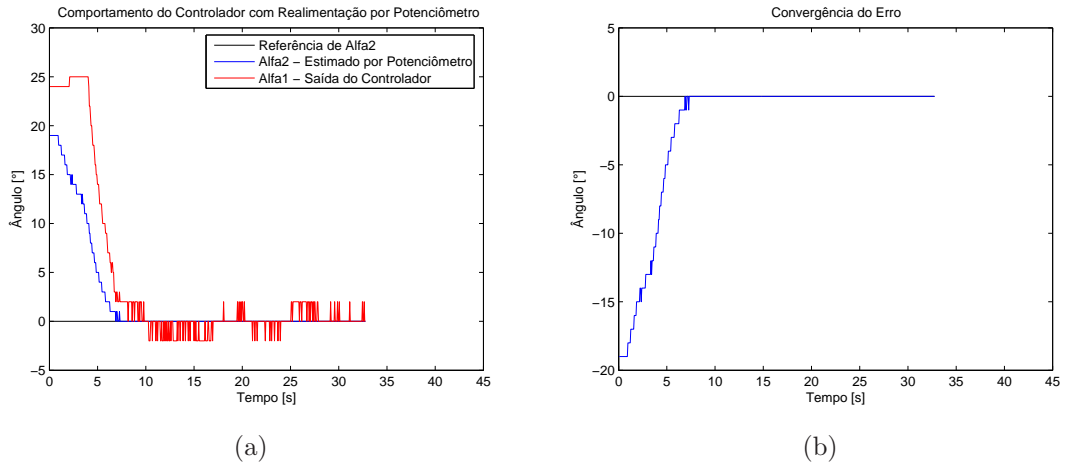 Comportamento do Controlador com Realimentação por Potenciômetro
30
25
20
15
10
5
0
−5
Ângulo [°]
Referência de Alfa2
Alfa2 − Estimado por Potenciômetro
Alfa1 − Saída do Controlador
0 5 10 15 20 25 30 35 40 45
Tempo [s]
(a)
Convergência do Erro
5
0
−5
−10
−15
−20
Ângulo [°]
0 5 10 15 20 25 30 35 40 45
Tempo [s]
(b)